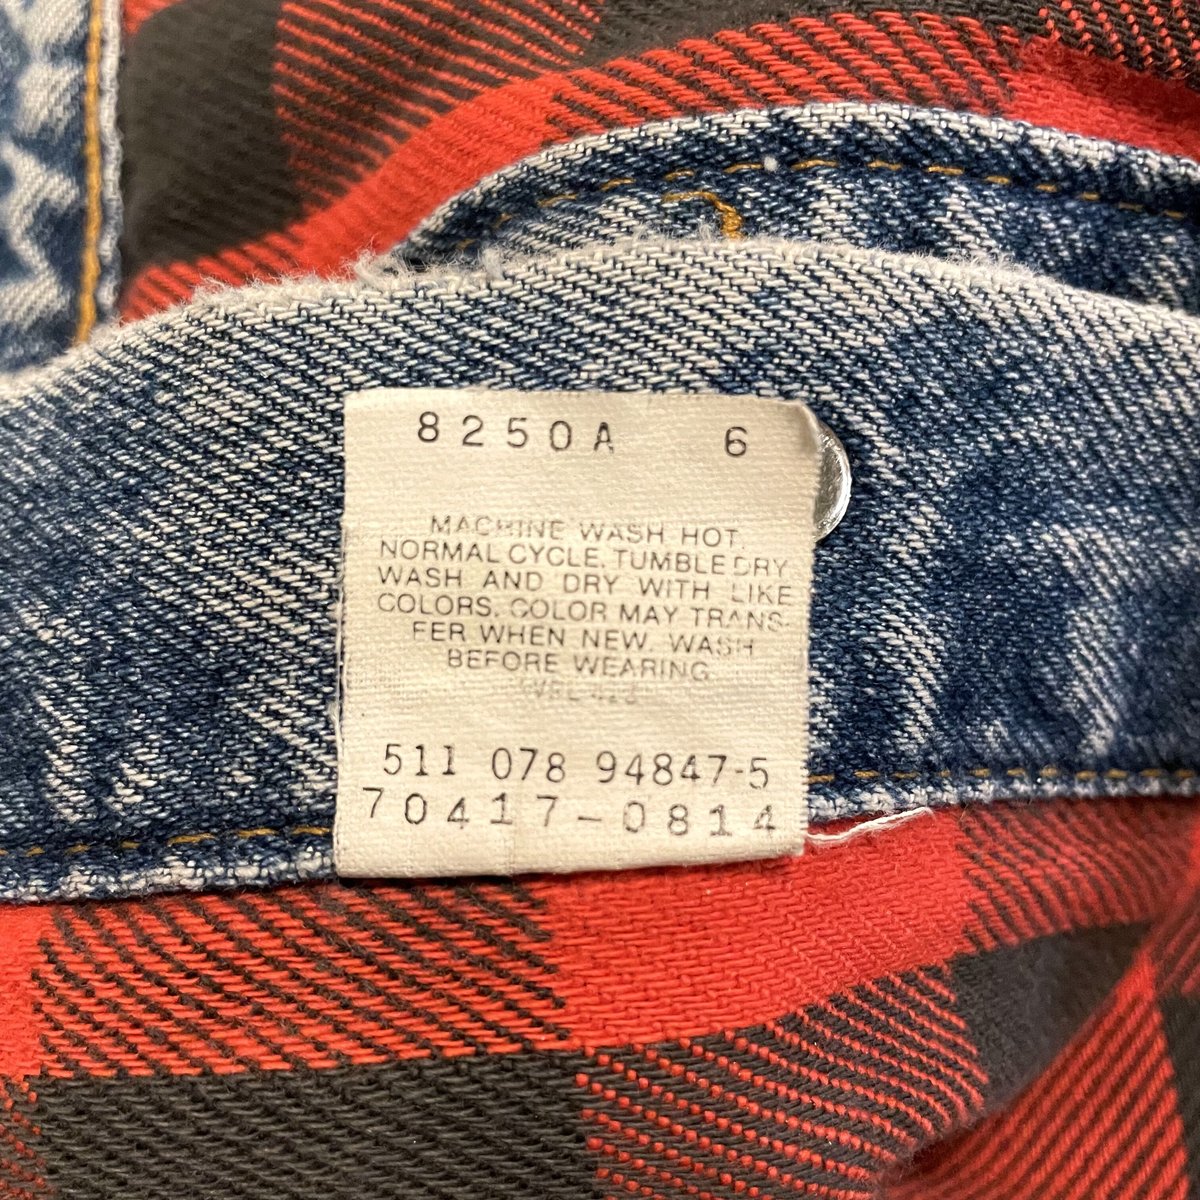 8250A 6
MACHINE WASH HOT,
NORMAL CYCLE. TUMBLE DRY
WASH AND DRY WITH LIKE
COLORS. COLOR MAY TRANS-
FER WHEN NEW. WASH
BEFORE WEARING
511 078 94847-5
70417-0814